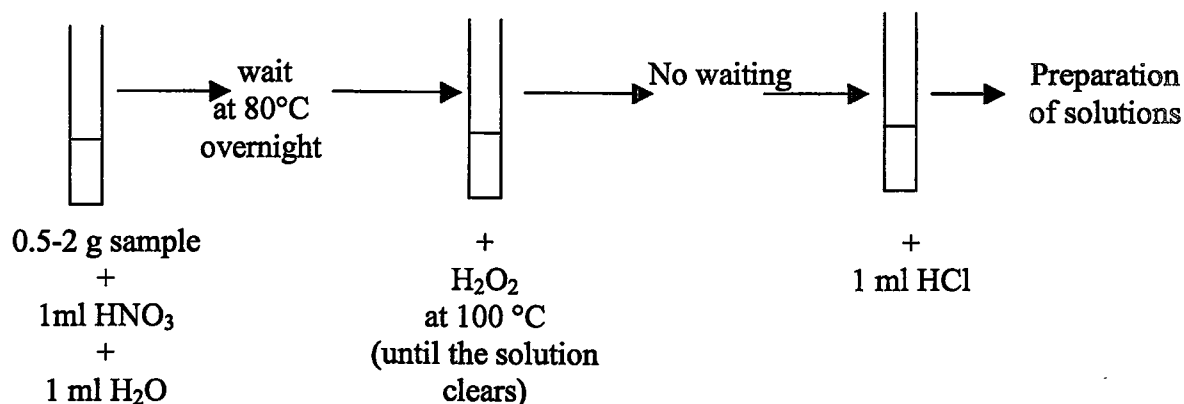 wait
at 80°C
overnight
No waiting
Preparation
of solutions
0.5-2 g sample
+
1ml HNO₃
+
1 ml H₂O
+
H₂O₂
at 100 °C
(until the solution
clears)
+
1 ml HCl